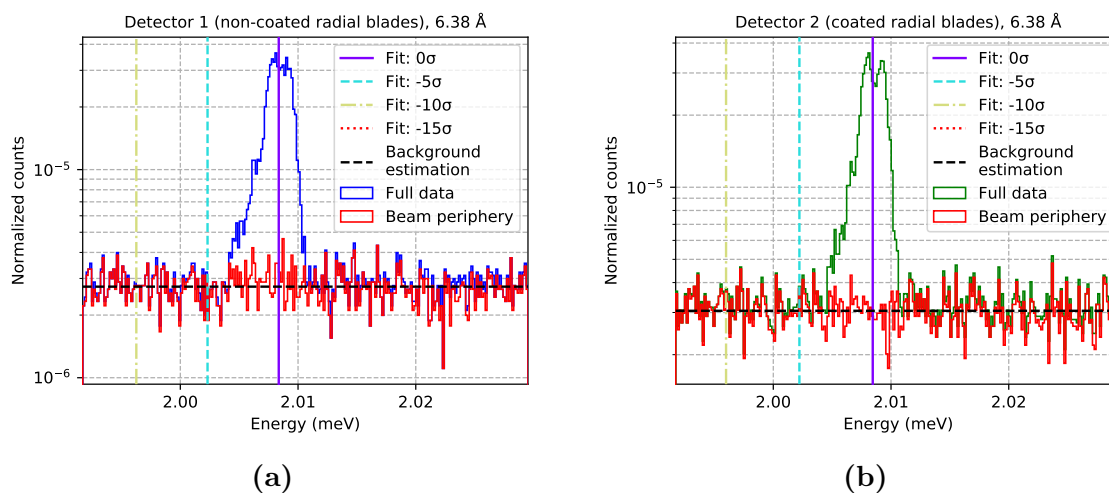 Detector 1 (non-coated radial blades), 6.38 Å
Normalized counts
10⁻⁵
10⁻⁶
Fit: 0σ
Fit: -5σ
Fit: -10σ
Fit: -15σ
Background
estimation
Full data
Beam periphery
2.00
2.01
2.02
Energy (meV)
(a)
Detector 2 (coated radial blades), 6.38 Å
Normalized counts
10⁻⁵
Fit: 0σ
Fit: -5σ
Fit: -10σ
Fit: -15σ
Background
estimation
Full data
Beam periphery
2.00
2.01
2.02
Energy (meV)
(b)